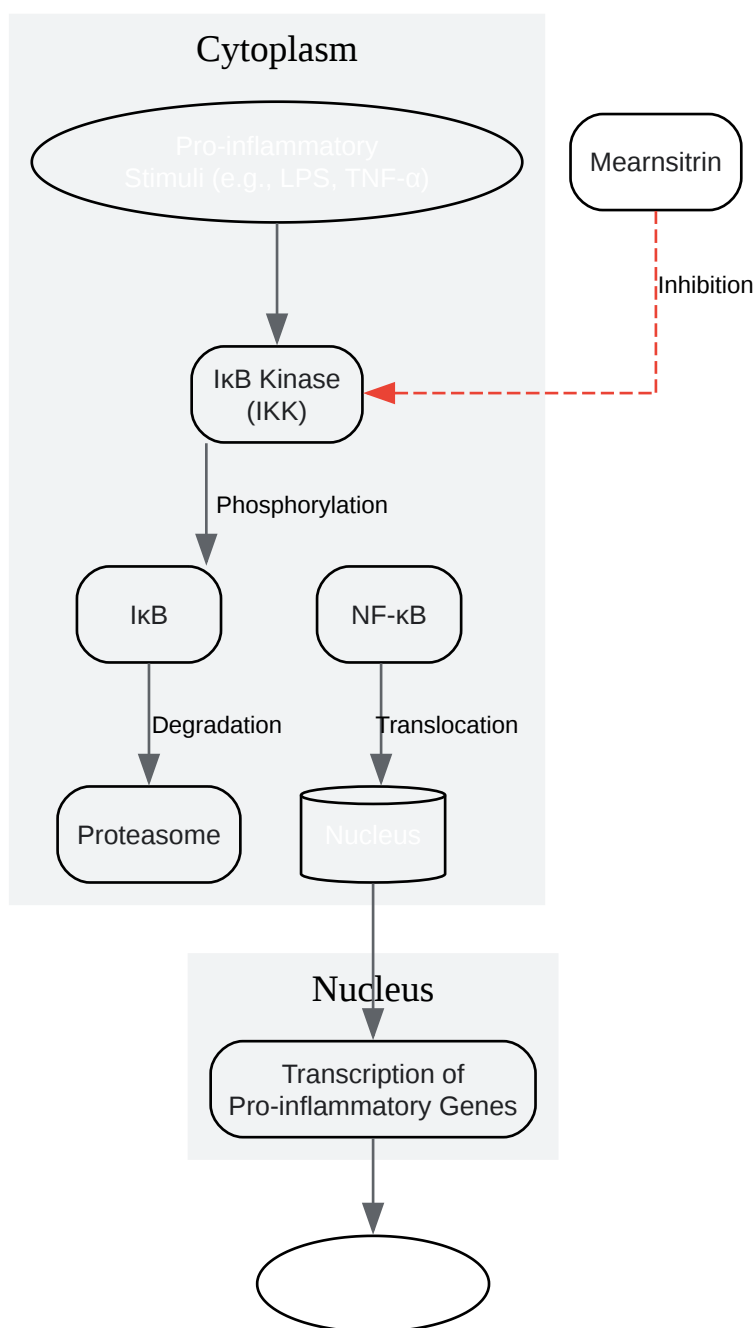 Cytoplasm
Pro-inflammatory
Stimuli (e.g., LPS, TNF-α)
Mearnsitrin
Inhibition
IκB Kinase
(IKK)
Phosphorylation
IκB
NF-κB
Degradation
Translocation
Proteasome
Nucleus
Nucleus
Transcription of
Pro-inflammatory Genes